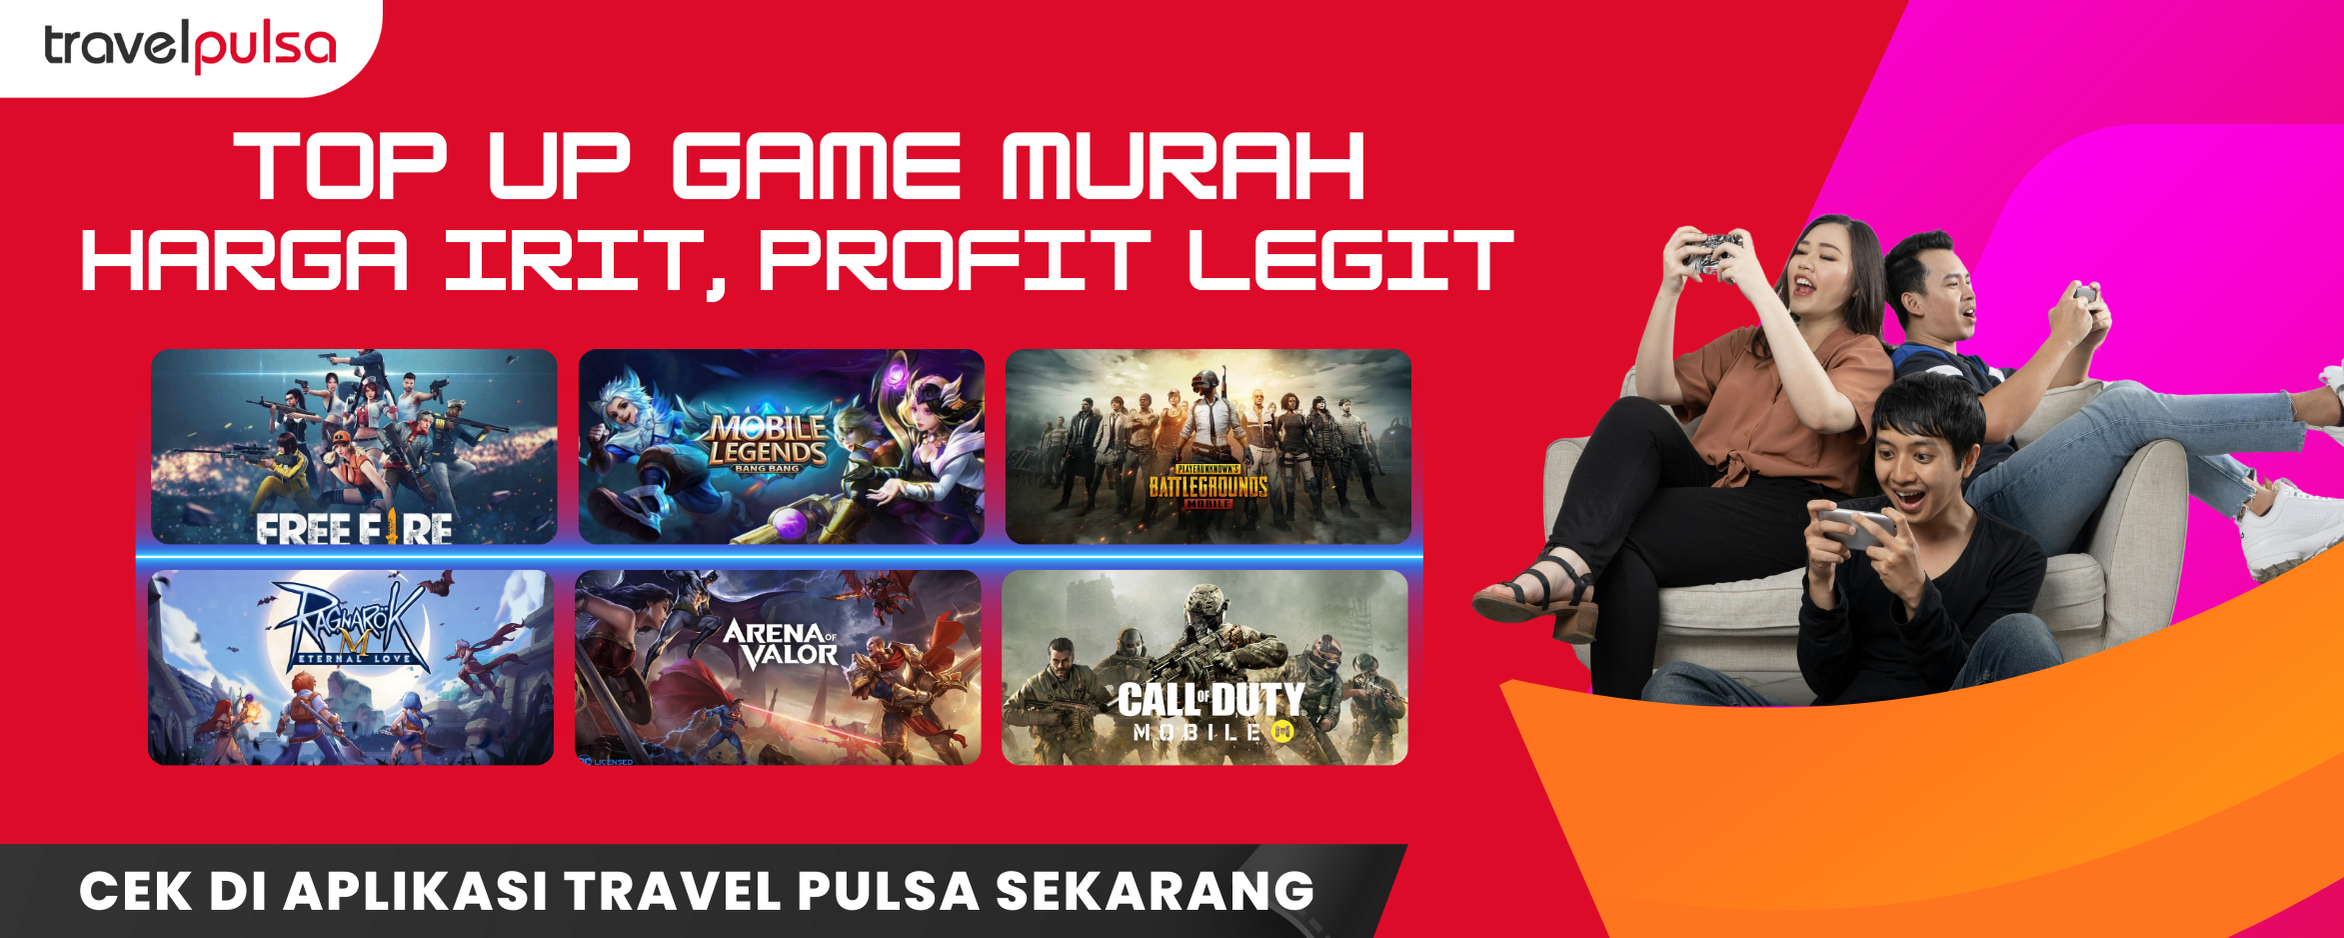 travelpulsa
TOP UP GAME MURAH
HARGA IRIT, PROFIT LEGIT
FREE FIRE
MOBILE
LEGENDS
BANG BANG
PLAYERUNKNOWN'S
BATTLEGROUNDS
MOBILE
RAGNARÖK
M
ETERNAL LOVE
ARENA OF
VALOR
LICENSED
CALL OF DUTY
MOBILE
CEK DI APLIKASI TRAVEL PULSA SEKARANG